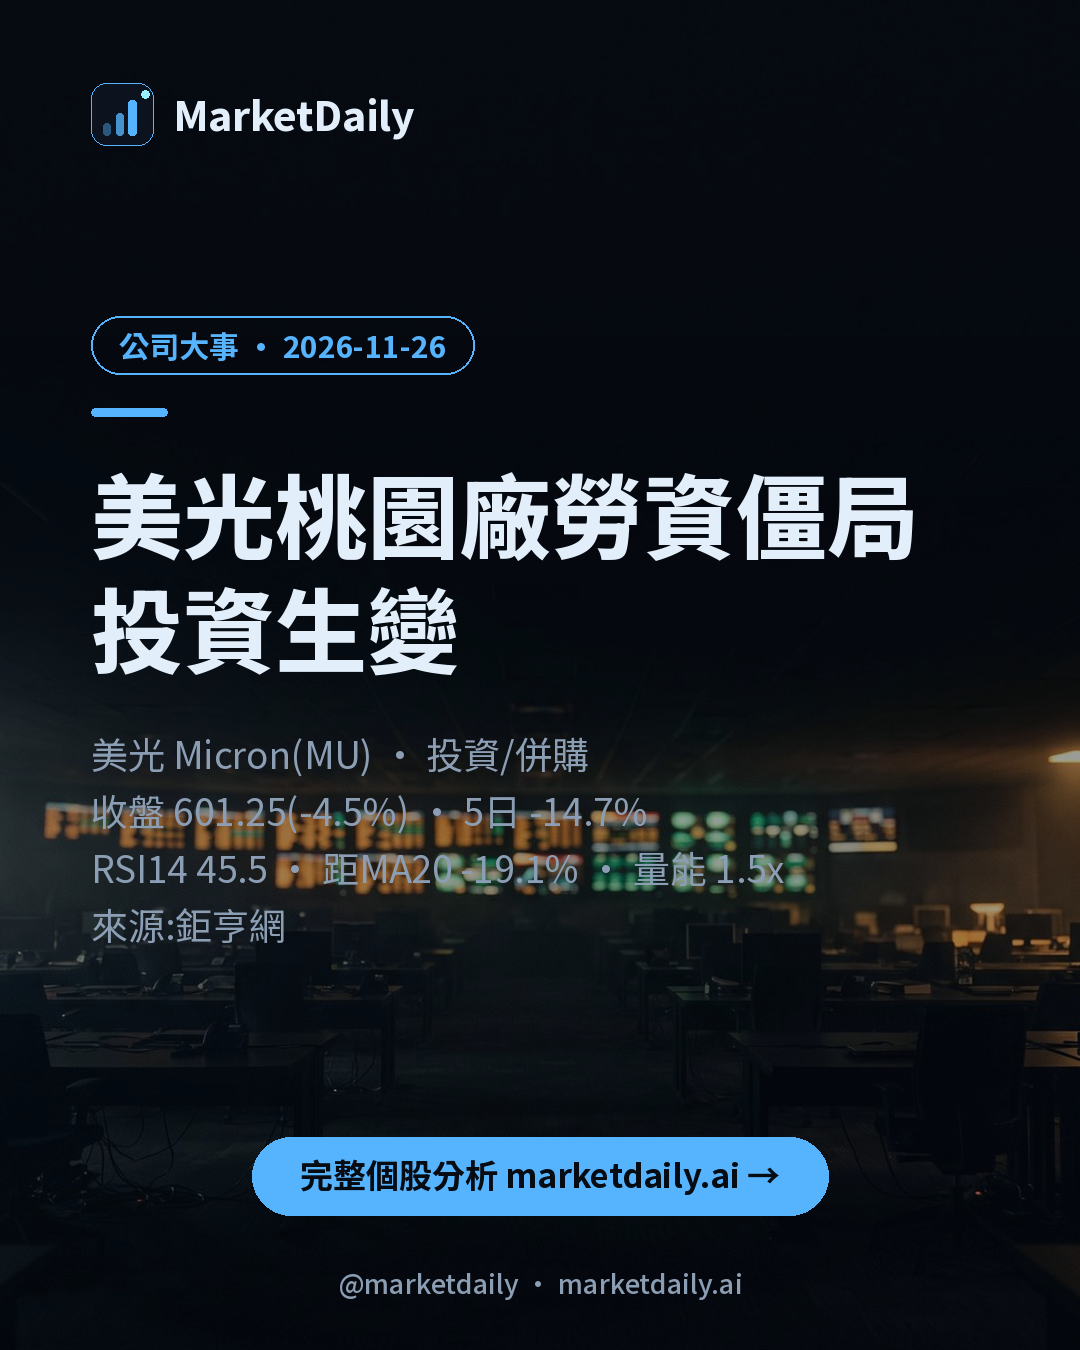 MarketDaily
公司大事 • 2026-11-26
美光桃園廠勞資僵局
投資生變
美光 Micron(MU) • 投資/併購
收盤 601.25(-4.5%) • 5日 -14.7%
RSI14 45.5 • 距MA20 -19.1% • 量能 1.5x
來源:鉅亨網
完整個股分析 marketdaily.ai →
@marketdaily • marketdaily.ai